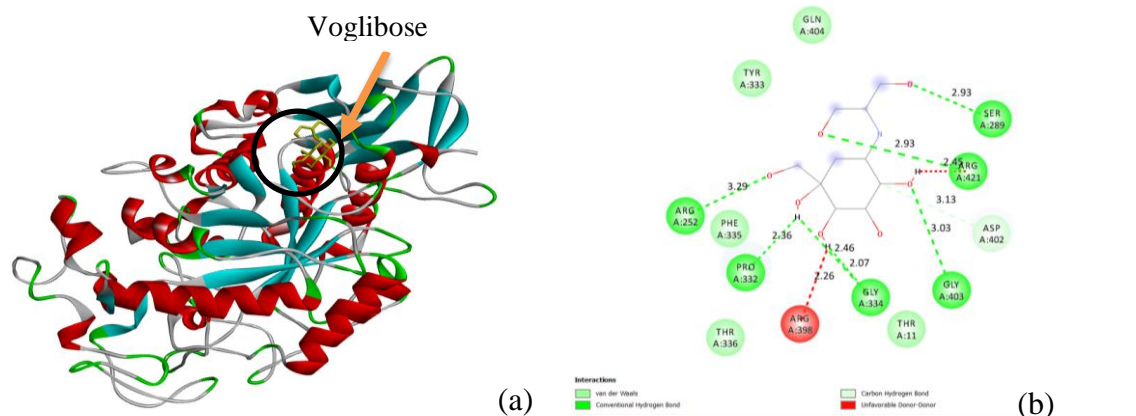 Voglibose
(a)
GLN
A:404
TYR
A:333
2.93
SER
A:289
O
O
N
2.93
2.45
H
ARG
A:421
O
3.29
O
O
H
3.13
ARG
A:252
PHE
A:335
ASP
A:402
2.36
O
H
O
2.46
3.03
2.07
PRO
A:332
2.26
GLY
A:334
GLY
A:403
ARG
A:398
THR
A:336
THR
A:11
Interactions
van der Waals
Conventional Hydrogen Bond
Carbon Hydrogen Bond
Unfavorable Donor-Donor
(b)